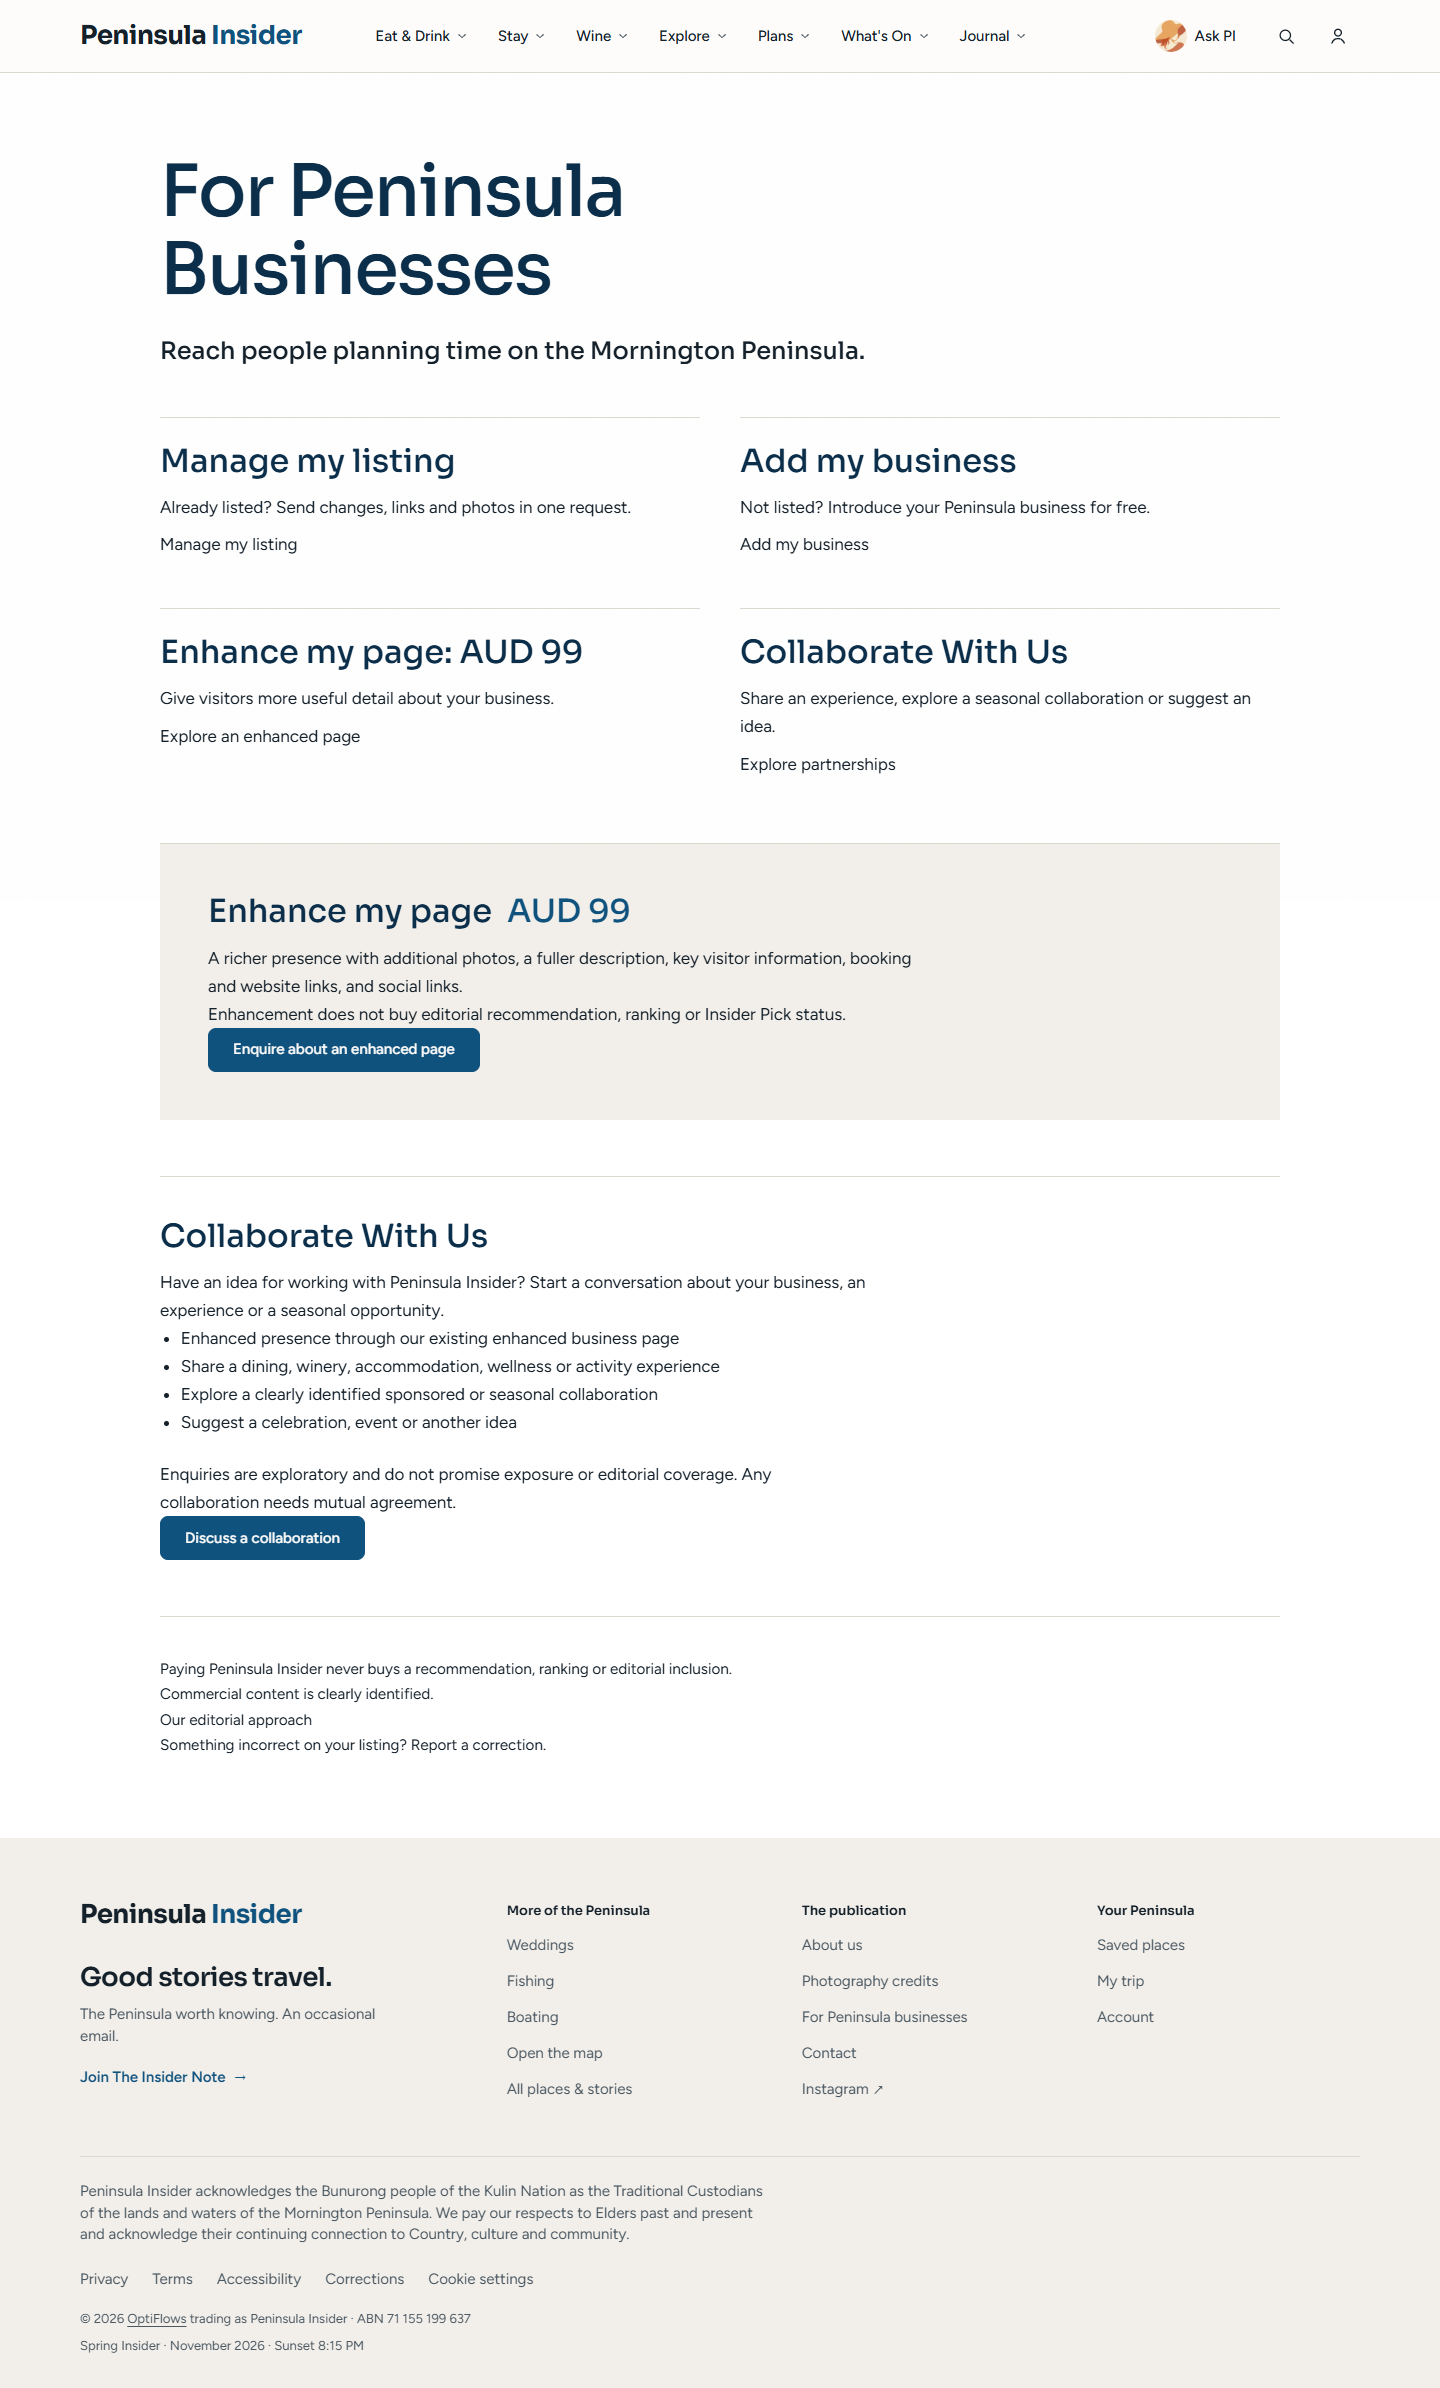 Peninsula Insider
Eat & Drink
Stay
Wine
Explore
Plans
What's On
Journal
Ask PI
For Peninsula
Businesses
Reach people planning time on the Mornington Peninsula.
Manage my listing
Already listed? Send changes, links and photos in one request.
Manage my listing
Add my business
Not listed? Introduce your Peninsula business for free.
Add my business
Enhance my page: AUD 99
Give visitors more useful detail about your business.
Explore an enhanced page
Collaborate With Us
Share an experience, explore a seasonal collaboration or suggest an
idea.
Explore partnerships
Enhance my page AUD 99
A richer presence with additional photos, a fuller description, key visitor information, booking
and website links, and social links.
Enhancement does not buy editorial recommendation, ranking or Insider Pick status.
Enquire about an enhanced page
Collaborate With Us
Have an idea for working with Peninsula Insider? Start a conversation about your business, an
experience or a seasonal opportunity.
• Enhanced presence through our existing enhanced business page
• Share a dining, winery, accommodation, wellness or activity experience
• Explore a clearly identified sponsored or seasonal collaboration
• Suggest a celebration, event or another idea
Enquiries are exploratory and do not promise exposure or editorial coverage. Any
collaboration needs mutual agreement.
Discuss a collaboration
Paying Peninsula Insider never buys a recommendation, ranking or editorial inclusion.
Commercial content is clearly identified.
Our editorial approach
Something incorrect on your listing? Report a correction.
Peninsula Insider
Good stories travel.
The Peninsula worth knowing. An occasional
email.
Join The Insider Note →
More of the Peninsula
Weddings
Fishing
Boating
Open the map
All places & stories
The publication
About us
Photography credits
For Peninsula businesses
Contact
Instagram ↗
Your Peninsula
Saved places
My trip
Account
Peninsula Insider acknowledges the Bunurong people of the Kulin Nation as the Traditional Custodians
of the lands and waters of the Mornington Peninsula. We pay our respects to Elders past and present
and acknowledge their continuing connection to Country, culture and community.
Privacy Terms Accessibility Corrections Cookie settings
© 2026 OptiFlows trading as Peninsula Insider · ABN 71 155 199 637
Spring Insider · November 2026 · Sunset 8:15 PM